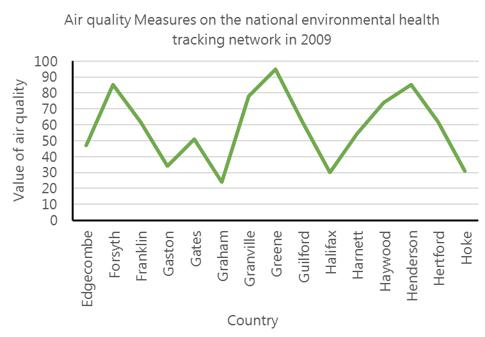 Air quality Measures on the national environmental health
tracking network in 2009
Value of air quality
100
90
80
70
60
50
40
30
20
10
0
Edgecombe
Forsyth
Franklin
Gaston
Gates
Graham
Granville
Greene
Guilford
Halifax
Harnett
Haywood
Henderson
Hertford
Hoke
Country